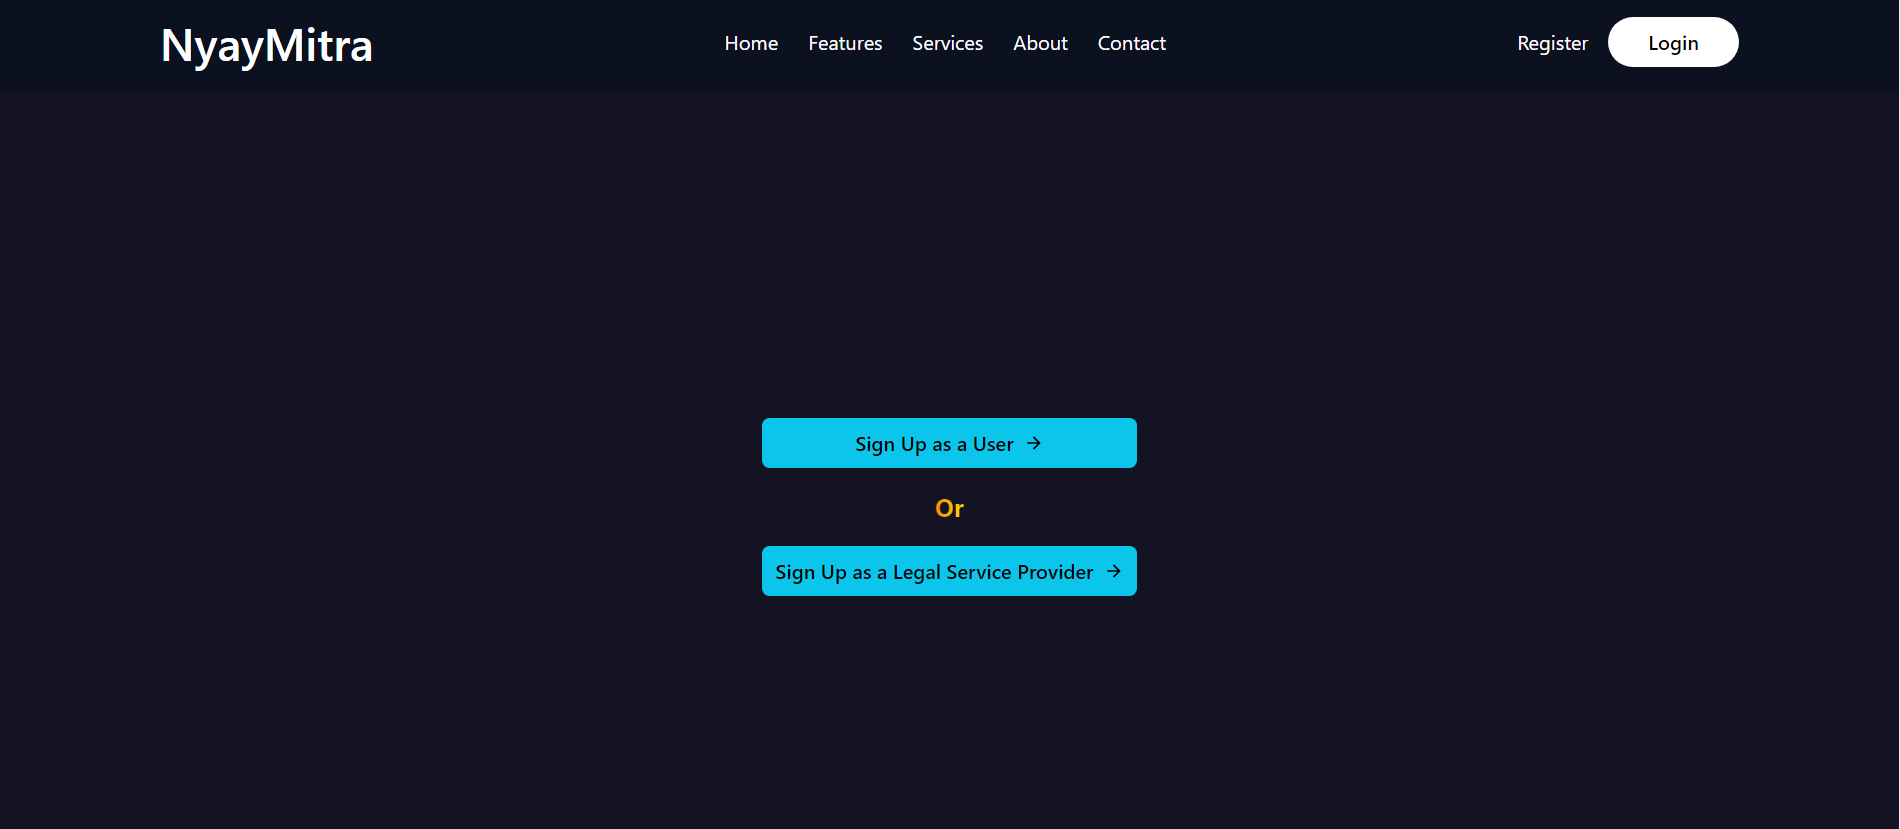 NyayMitra
Home Features Services About Contact
Register Login
Sign Up as a User →
Or
Sign Up as a Legal Service Provider →